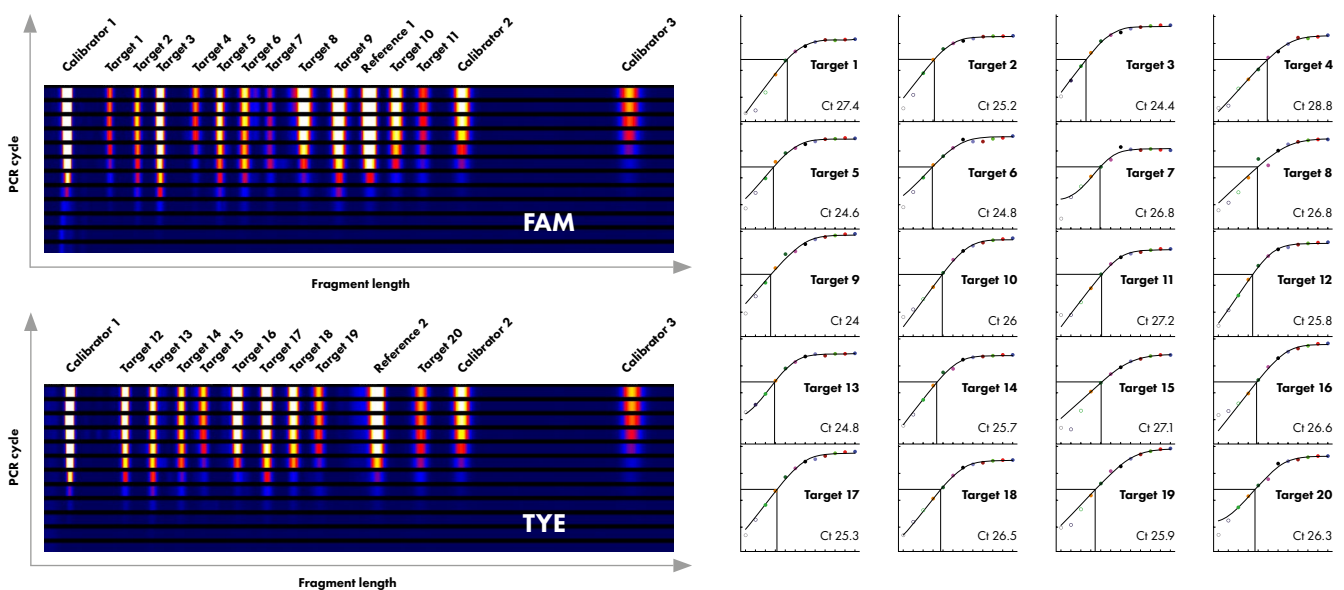 Calibrator 1
Target 1
Target 2
Target 3
Target 4
Target 5
Target 6
Target 7
Target 8
Target 9
Reference 1
Target 10
Target 11
Calibrator 2
Calibrator 3
PCR cycle
FAM
Fragment length
Calibrator 1
Target 12
Target 13
Target 14
Target 15
Target 16
Target 17
Target 18
Target 19
Reference 2
Target 20
Calibrator 2
Calibrator 3
PCR cycle
TYE
Fragment length
Target 1
Ct 27.4
Target 2
Ct 25.2
Target 3
Ct 24.4
Target 4
Ct 28.8
Target 5
Ct 24.6
Target 6
Ct 24.8
Target 7
Ct 26.8
Target 8
Ct 26.8
Target 9
Ct 24
Target 10
Ct 26
Target 11
Ct 27.2
Target 12
Ct 25.8
Target 13
Ct 24.8
Target 14
Ct 25.7
Target 15
Ct 27.1
Target 16
Ct 26.6
Target 17
Ct 25.3
Target 18
Ct 26.5
Target 19
Ct 25.9
Target 20
Ct 26.3